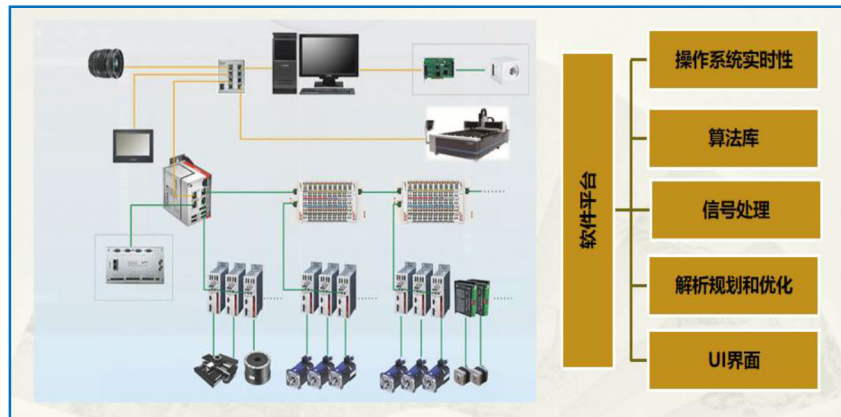 软件平台
操作系统实时性
算法库
信号处理
解析规划和优化
UI界面